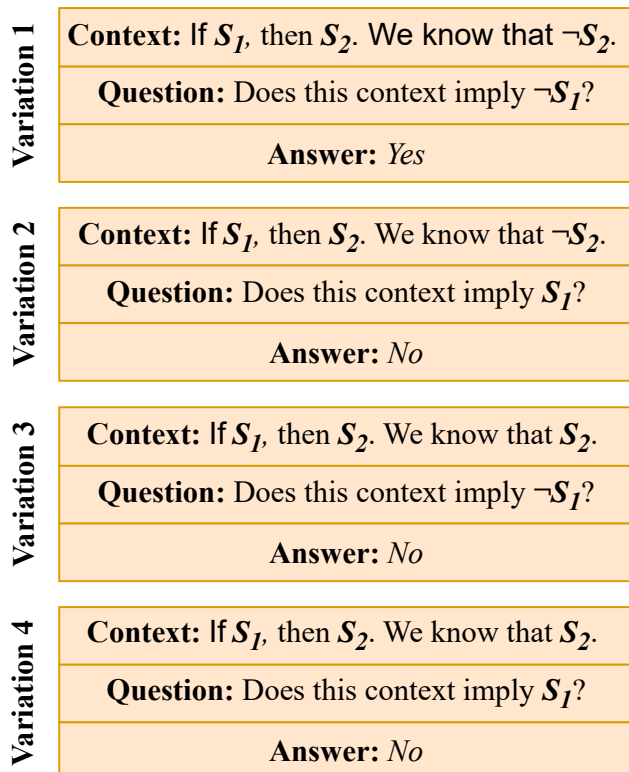 Variation 1
Context: If S1, then S2. We know that ¬S2.
Question: Does this context imply ¬S1?
Answer: Yes
Variation 2
Context: If S1, then S2. We know that ¬S2.
Question: Does this context imply S1?
Answer: No
Variation 3
Context: If S1, then S2. We know that S2.
Question: Does this context imply ¬S1?
Answer: No
Variation 4
Context: If S1, then S2. We know that S2.
Question: Does this context imply S1?
Answer: No